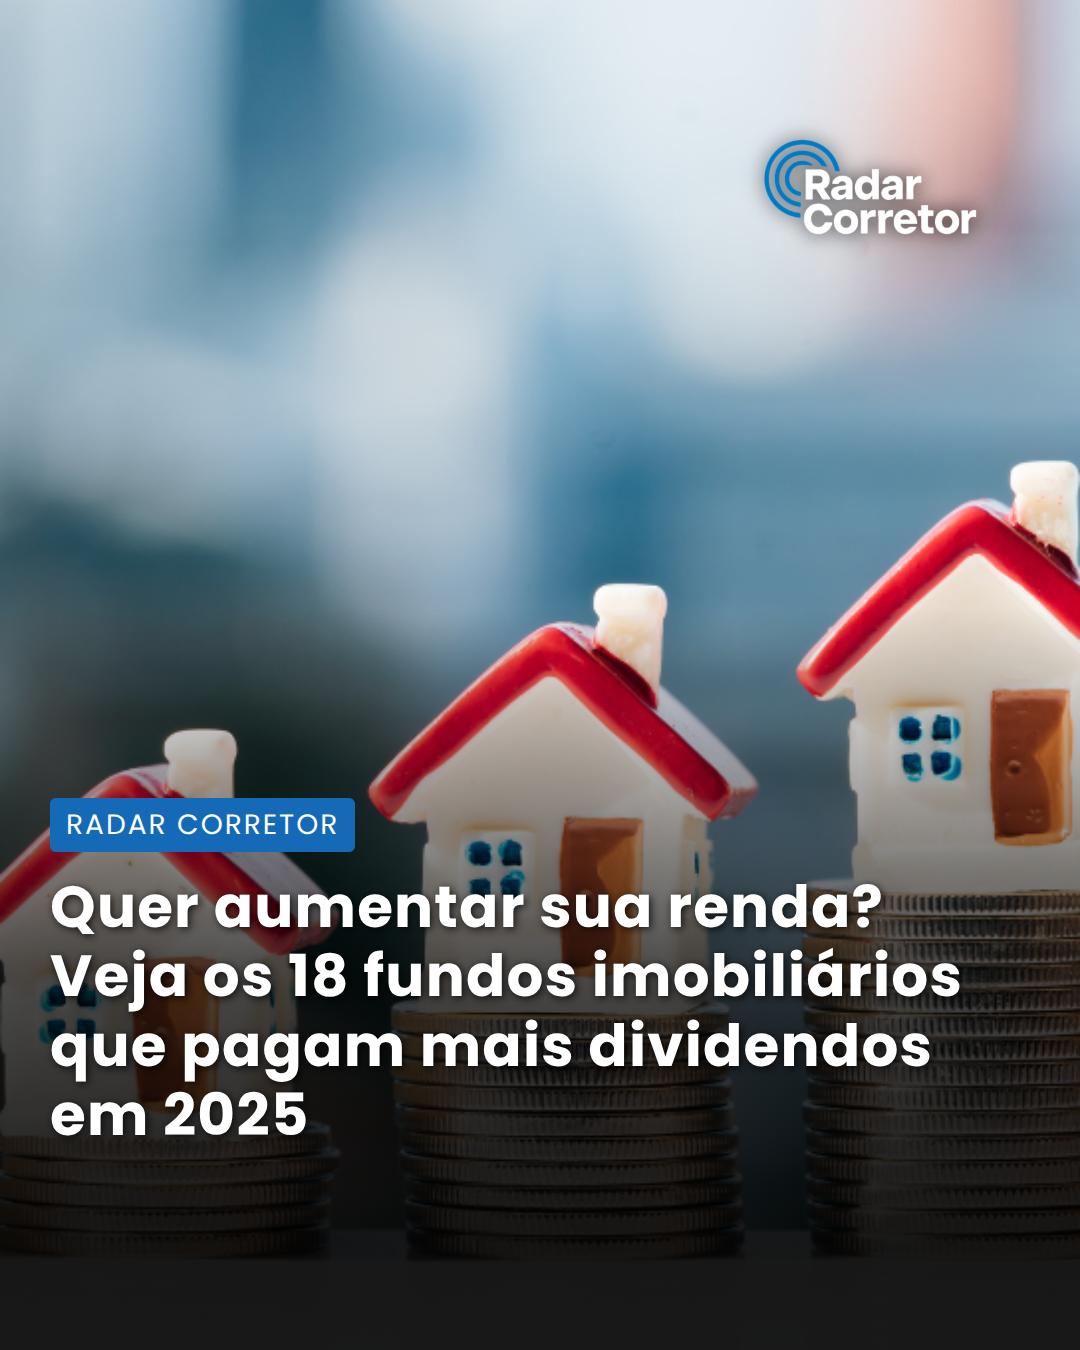 Radar
Corretor
RADAR CORRETOR
Quer aumentar sua renda?
Veja os 18 fundos imobiliários
que pagam mais dividendos
em 2025